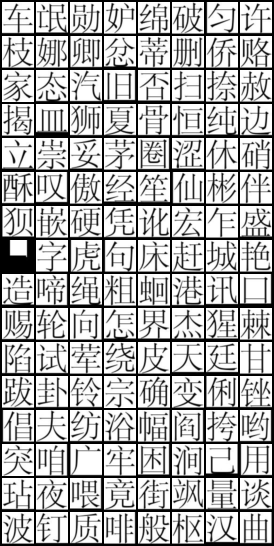 车氓勋妒绵破匀许
枝娜卿忿蒂删侨赂
家态汽旧否扫捺赦
揭皿狮夏骨恒纯边
立崇妥茅圈涩休硝
酥叹傲经笙仙彬伴
狈嵌硬凭讹宏乍盛
字虎句床赶城艳
造啼绳粗蛔港讯口
赐轮向怎界杰猩棘
陷试荤绕皮天廷甘
跋卦铃宗确变俐锉
倡夫纺浴幅阎挎哟
突咱广牢困涧己用
玷夜喂竟街飒量谈
波钉质啡般枢汉曲